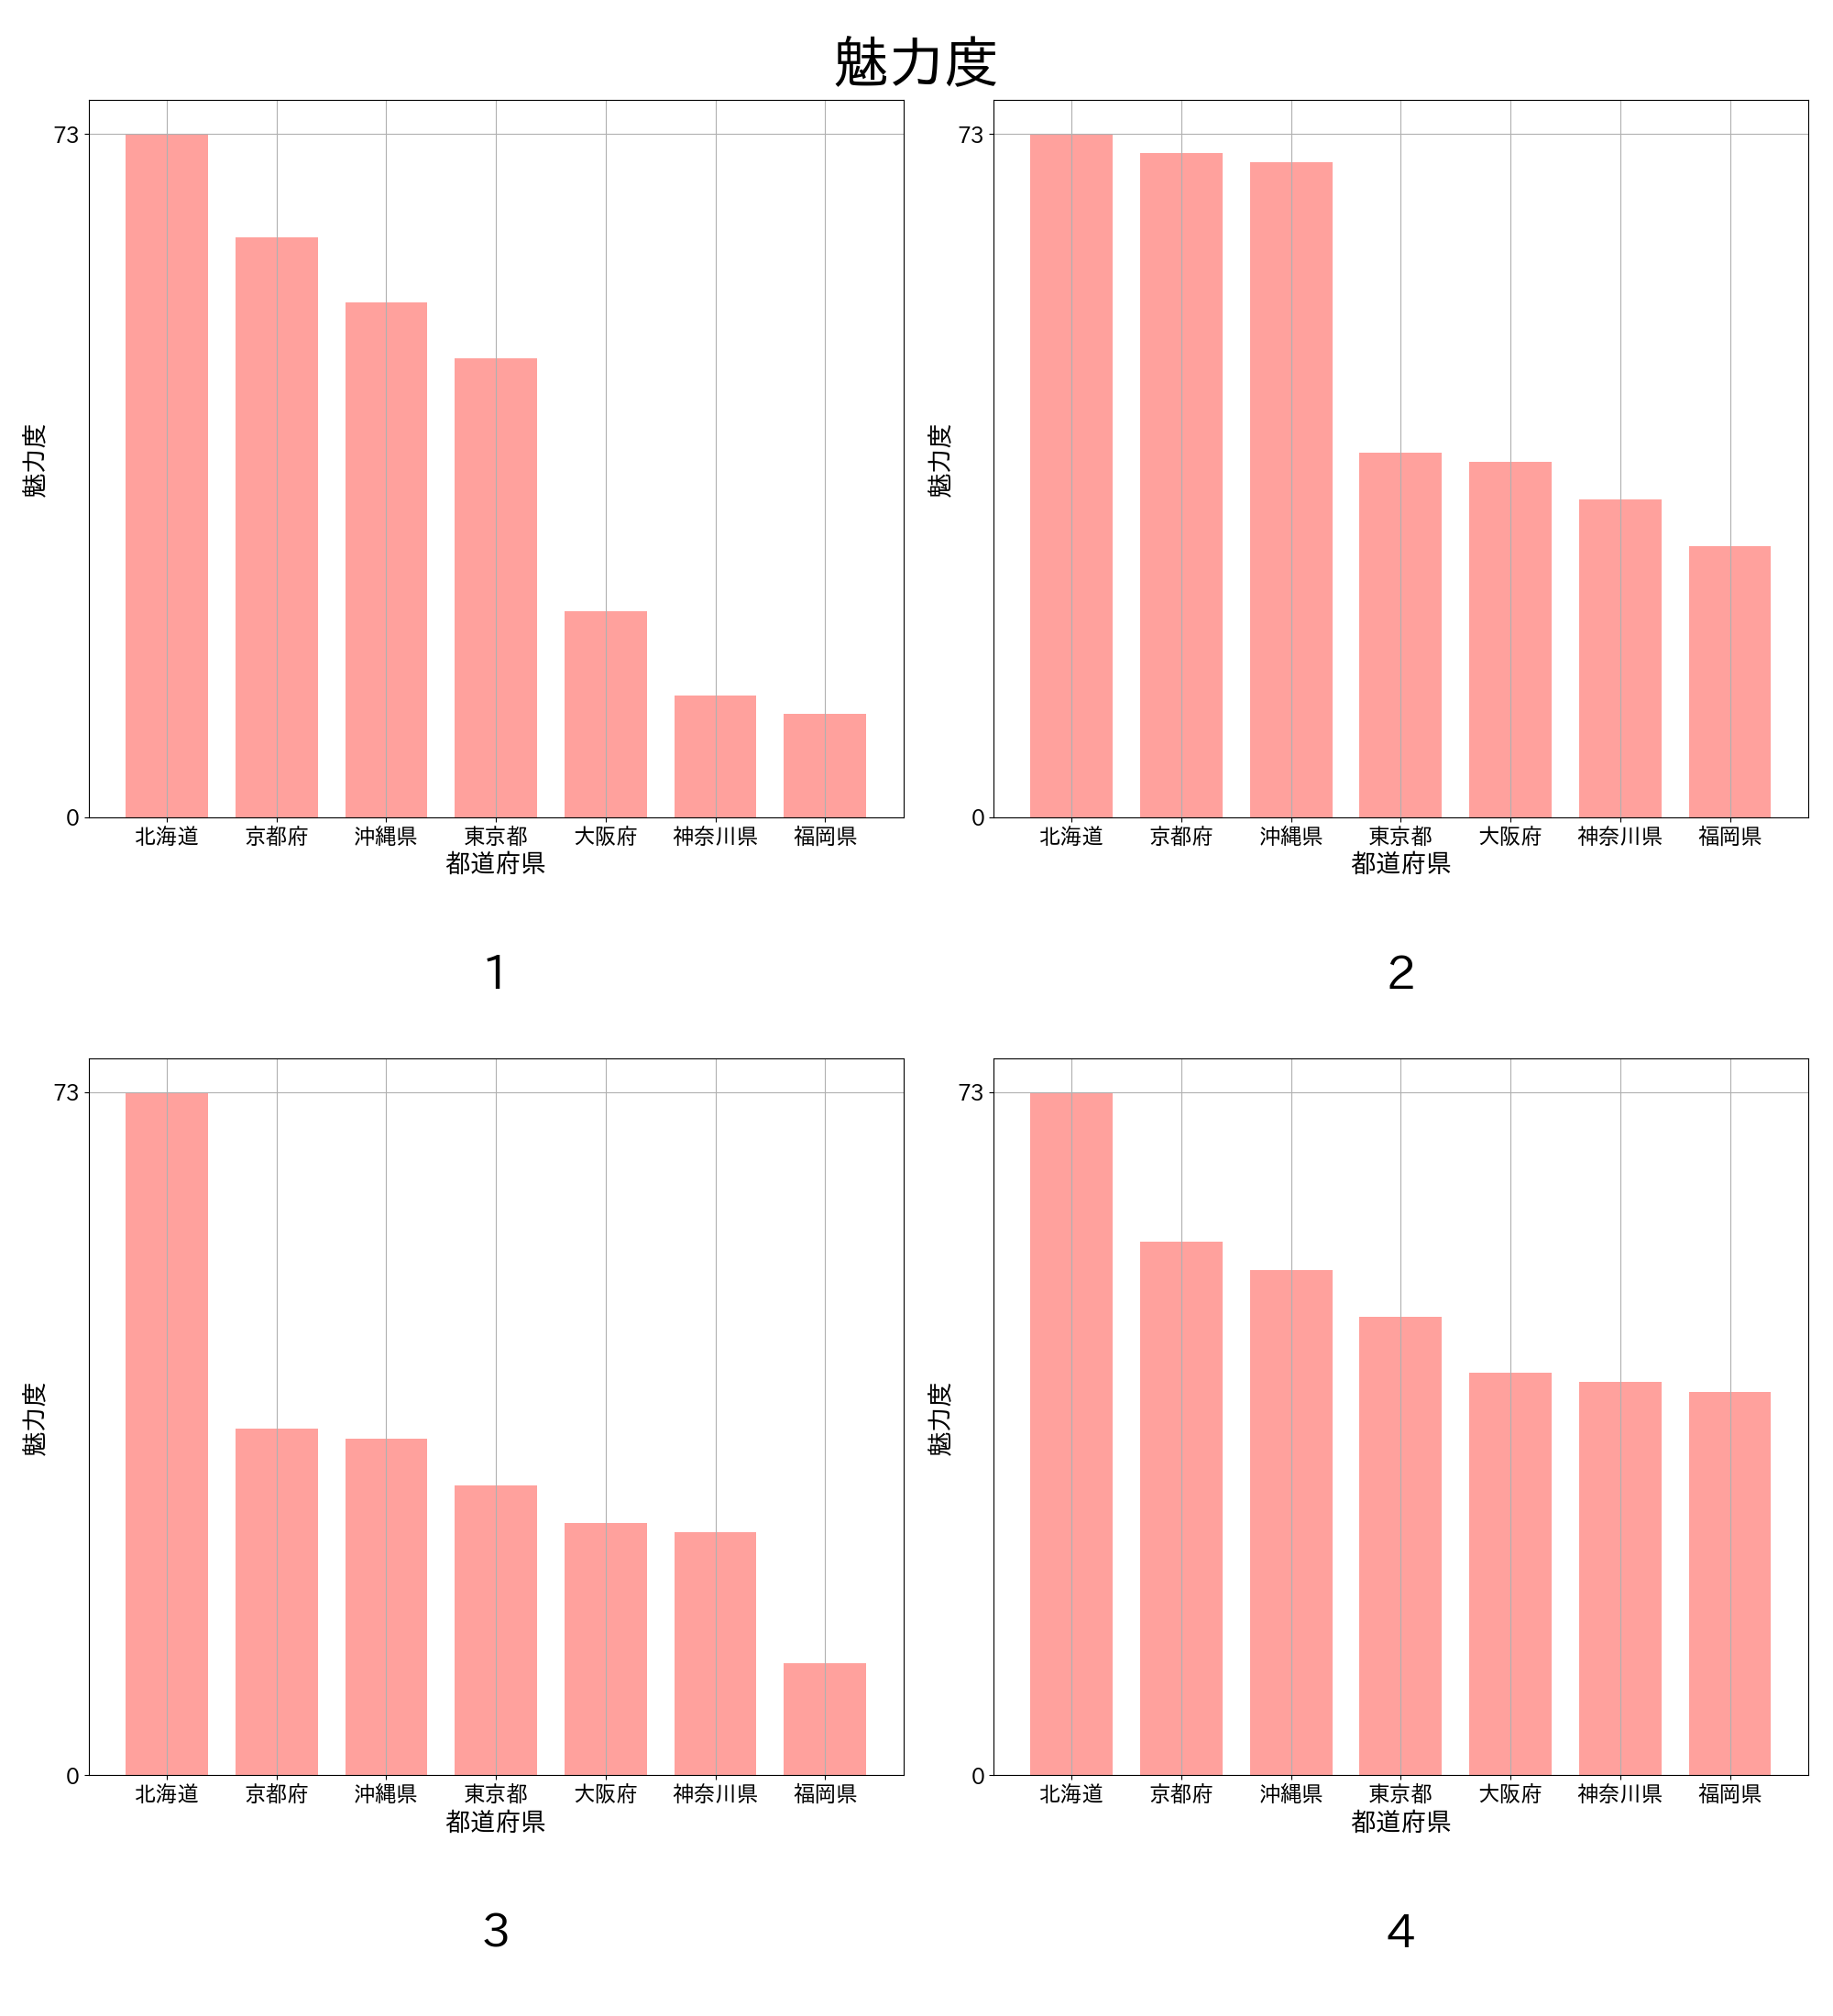 魅力度
73
0
魅力度
北海道 京都府 沖縄県 東京都 大阪府 神奈川県 福岡県
都道府県
1
73
0
魅力度
北海道 京都府 沖縄県 東京都 大阪府 神奈川県 福岡県
都道府県
2
73
0
魅力度
北海道 京都府 沖縄県 東京都 大阪府 神奈川県 福岡県
都道府県
3
73
0
魅力度
北海道 京都府 沖縄県 東京都 大阪府 神奈川県 福岡県
都道府県
4